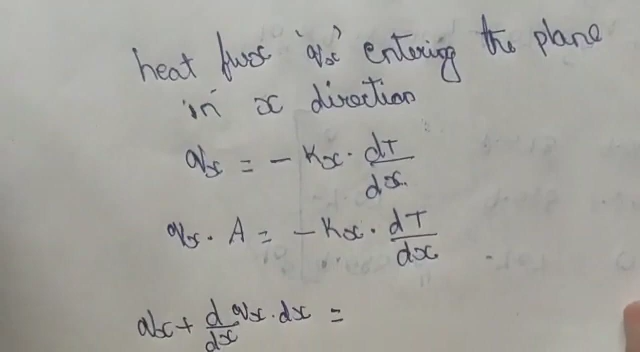 heat flux 'qx' entering the plane
in x direction
qx = - Kx · dT/dx
qx · A = - Kx · dT/dx
qx + d/dx qx · dx =